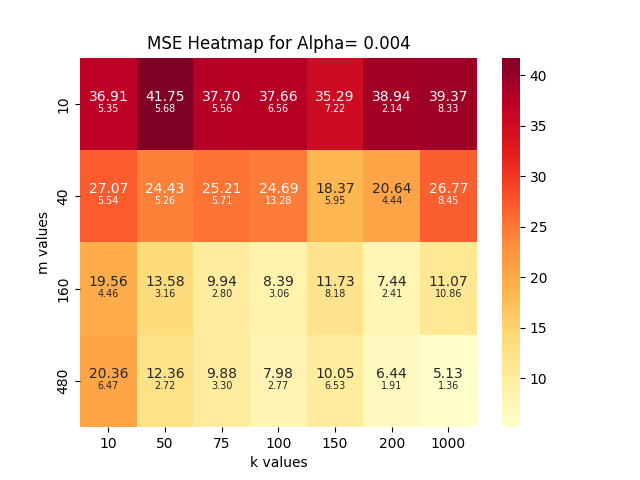 MSE Heatmap for Alpha= 0.004
m values
10
36.91 41.75 37.70 37.66 35.29 38.94 39.37
5.35 5.68 5.56 6.56 7.22 2.14 8.33
40
27.07 24.43 25.21 24.69 18.37 20.64 26.77
5.54 5.26 5.71 13.28 5.95 4.44 8.45
160
19.56 13.58 9.94 8.39 11.73 7.44 11.07
4.46 3.16 2.80 3.06 8.18 2.41 10.86
480
20.36 12.36 9.88 7.98 10.05 6.44 5.13
6.47 2.72 3.30 2.77 6.53 1.91 1.36
10 50 75 100 150 200 1000
k values
40
35
30
25
20
15
10